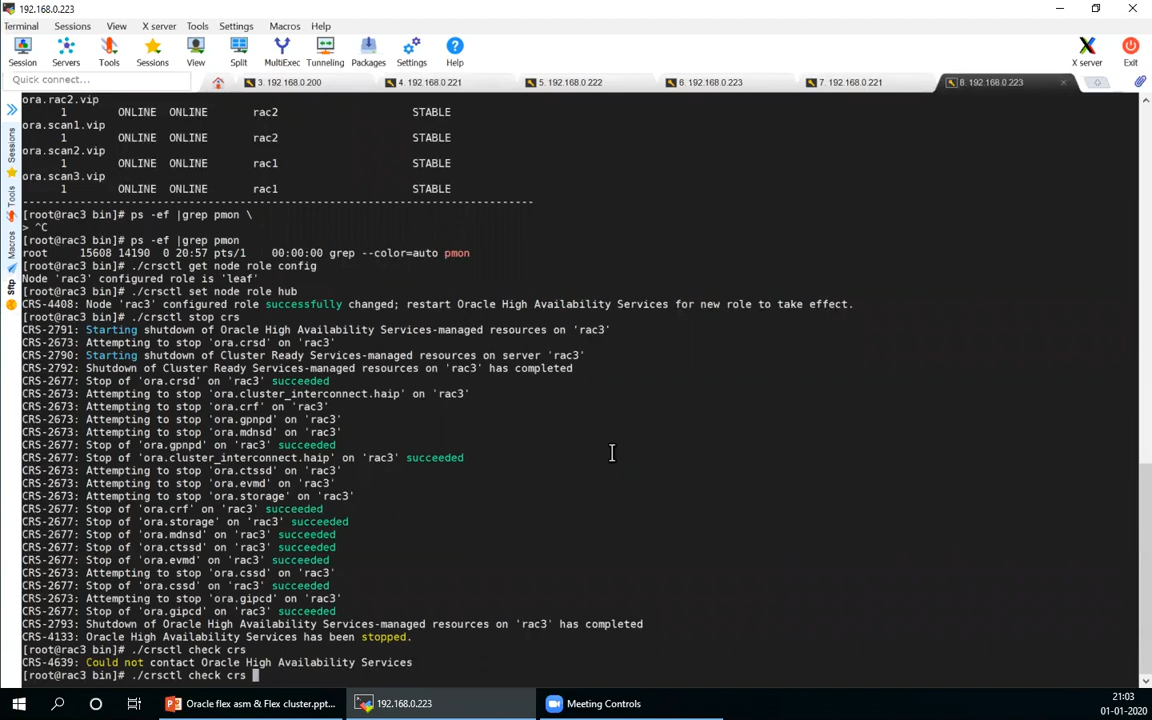 192.168.0.223
Terminal Sessions View X server Tools Settings Macros Help
Session Servers Tools Sessions View Split MultiExec Tunneling Packages Settings Help X server Exit
Quick connect... 3. 192.168.0.200 4. 192.168.0.221 5. 192.168.0.222 6. 192.168.0.223 7. 192.168.0.221 8. 192.168.0.223
Sessions
Tools
Macros
Sftp
ora.rac2.vip
1 ONLINE ONLINE rac2 STABLE
ora.scan1.vip
1 ONLINE ONLINE rac2 STABLE
ora.scan2.vip
1 ONLINE ONLINE rac1 STABLE
ora.scan3.vip
1 ONLINE ONLINE rac1 STABLE
--------------------------------------------------------------------------------
[root@rac3 bin]# ps -ef |grep pmon \
> ^C
[root@rac3 bin]# ps -ef |grep pmon
root 15608 14190 0 20:57 pts/1 00:00:00 grep --color=auto pmon
[root@rac3 bin]# ./crsctl get node role config
Node 'rac3' configured role is 'leaf'
[root@rac3 bin]# ./crsctl set node role hub
CRS-4408: Node 'rac3' configured role successfully changed; restart Oracle High Availability Services for new role to take effect.
[root@rac3 bin]# ./crsctl stop crs
CRS-2791: Starting shutdown of Oracle High Availability Services-managed resources on 'rac3'
CRS-2673: Attempting to stop 'ora.crsd' on 'rac3'
CRS-2790: Starting shutdown of Cluster Ready Services-managed resources on server 'rac3'
CRS-2792: Shutdown of Cluster Ready Services-managed resources on 'rac3' has completed
CRS-2677: Stop of 'ora.crsd' on 'rac3' succeeded
CRS-2673: Attempting to stop 'ora.cluster_interconnect.haip' on 'rac3'
CRS-2673: Attempting to stop 'ora.crf' on 'rac3'
CRS-2673: Attempting to stop 'ora.gpnpd' on 'rac3'
CRS-2673: Attempting to stop 'ora.mdnsd' on 'rac3'
CRS-2677: Stop of 'ora.gpnpd' on 'rac3' succeeded
CRS-2677: Stop of 'ora.cluster_interconnect.haip' on 'rac3' succeeded
CRS-2673: Attempting to stop 'ora.ctssd' on 'rac3'
CRS-2673: Attempting to stop 'ora.evmd' on 'rac3'
CRS-2673: Attempting to stop 'ora.storage' on 'rac3'
CRS-2677: Stop of 'ora.crf' on 'rac3' succeeded
CRS-2677: Stop of 'ora.storage' on 'rac3' succeeded
CRS-2677: Stop of 'ora.mdnsd' on 'rac3' succeeded
CRS-2677: Stop of 'ora.ctssd' on 'rac3' succeeded
CRS-2677: Stop of 'ora.evmd' on 'rac3' succeeded
CRS-2673: Attempting to stop 'ora.cssd' on 'rac3'
CRS-2677: Stop of 'ora.cssd' on 'rac3' succeeded
CRS-2673: Attempting to stop 'ora.gipcd' on 'rac3'
CRS-2677: Stop of 'ora.gipcd' on 'rac3' succeeded
CRS-2793: Shutdown of Oracle High Availability Services-managed resources on 'rac3' has completed
CRS-4133: Oracle High Availability Services has been stopped.
[root@rac3 bin]# ./crsctl check crs
CRS-4639: Could not contact Oracle High Availability Services
[root@rac3 bin]# ./crsctl check crs
Oracle flex asm & Flex cluster.ppt... 192.168.0.223 Meeting Controls 21:03
01-01-2020